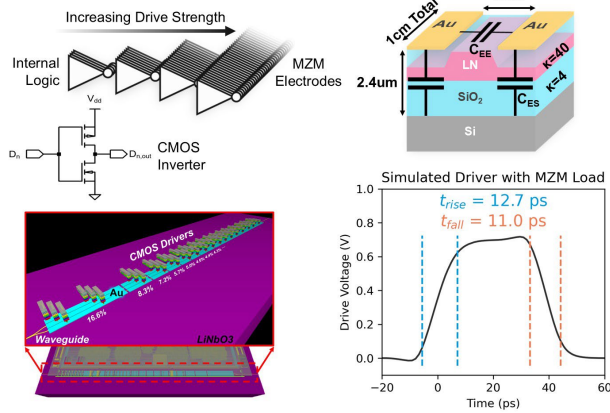 Increasing Drive Strength
Internal
Logic
MZM
Electrodes
V_dd
D_n
D_n,out
CMOS
Inverter
1cm Total
Au
Au
C_EE
LN
κ=40
2.4um
κ=4
SiO₂
C_ES
Si
CMOS Drivers
Au
16.6%
8.3%
7.3%
5.7%
Waveguide
LiNbO3
Simulated Driver with MZM Load
t_rise = 12.7 ps
t_fall = 11.0 ps
Drive Voltage (V)
1.0
0.8
0.6
0.4
0.2
0.0
−20 0 20 40 60
Time (ps)